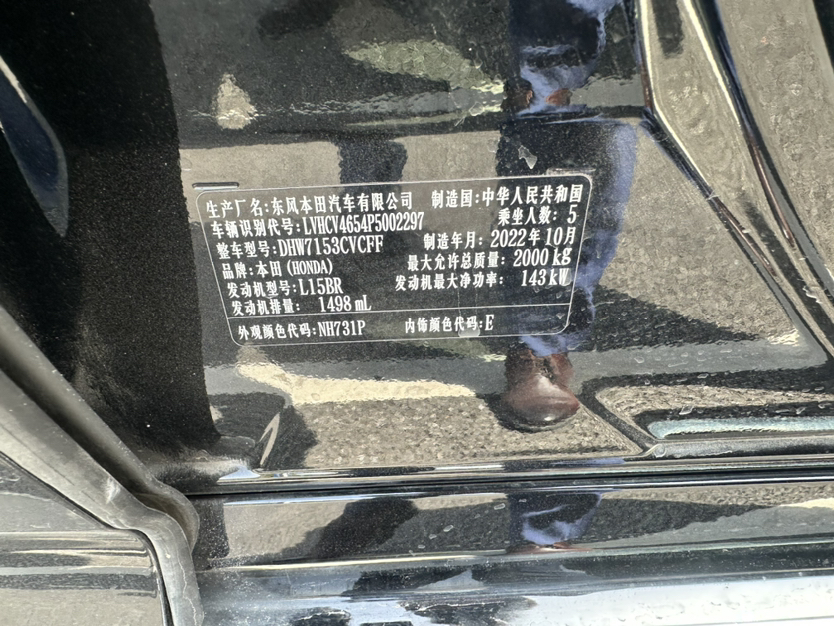 生产厂名:东风本田汽车有限公司 制造国:中华人民共和国
车辆识别代号:LVHCV4654P5002297 乘坐人数: 5
整车型号:DHW7153CVCFF 制造年月: 2022 年 10月
品牌: 本田 (HONDA) 最大允许总质量: 2000 kg
发动机型号: L15BR 发动机最大净功率: 143 kW
发动机排量: 1498 mL
外观颜色代码: NH731P 内饰颜色代码: E